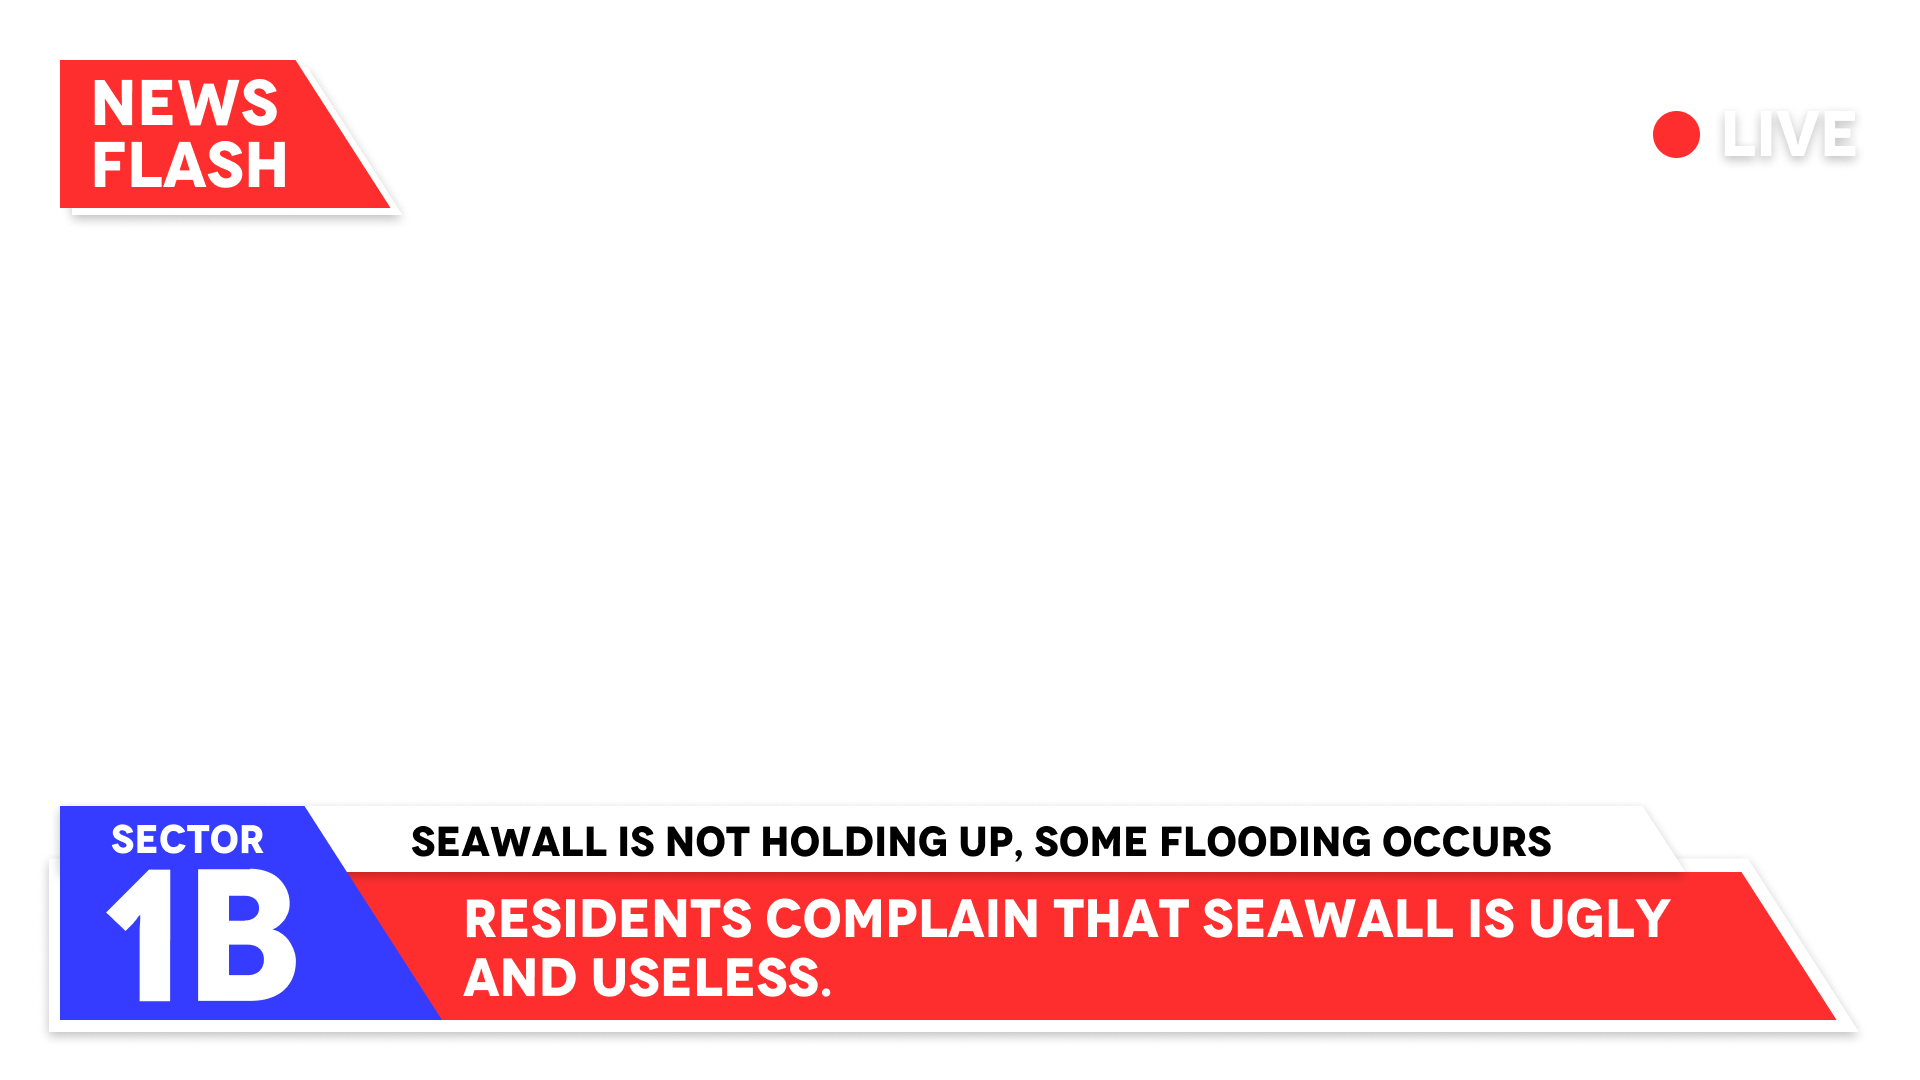 NEWS
FLASH
LIVE
SECTOR
1B
SEAWALL IS NOT HOLDING UP, SOME FLOODING OCCURS
RESIDENTS COMPLAIN THAT SEAWALL IS UGLY
AND USELESS.